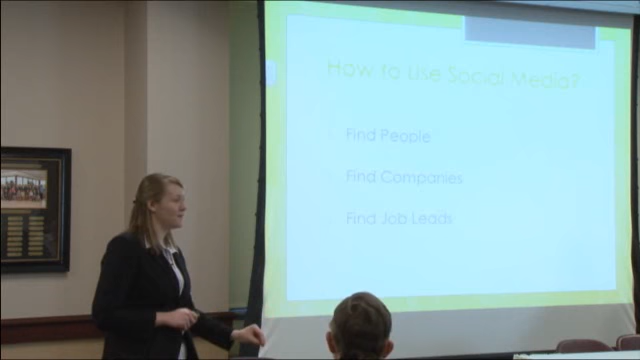 How to Use Social Media?
Find People
Find Companies
Find Job Leads